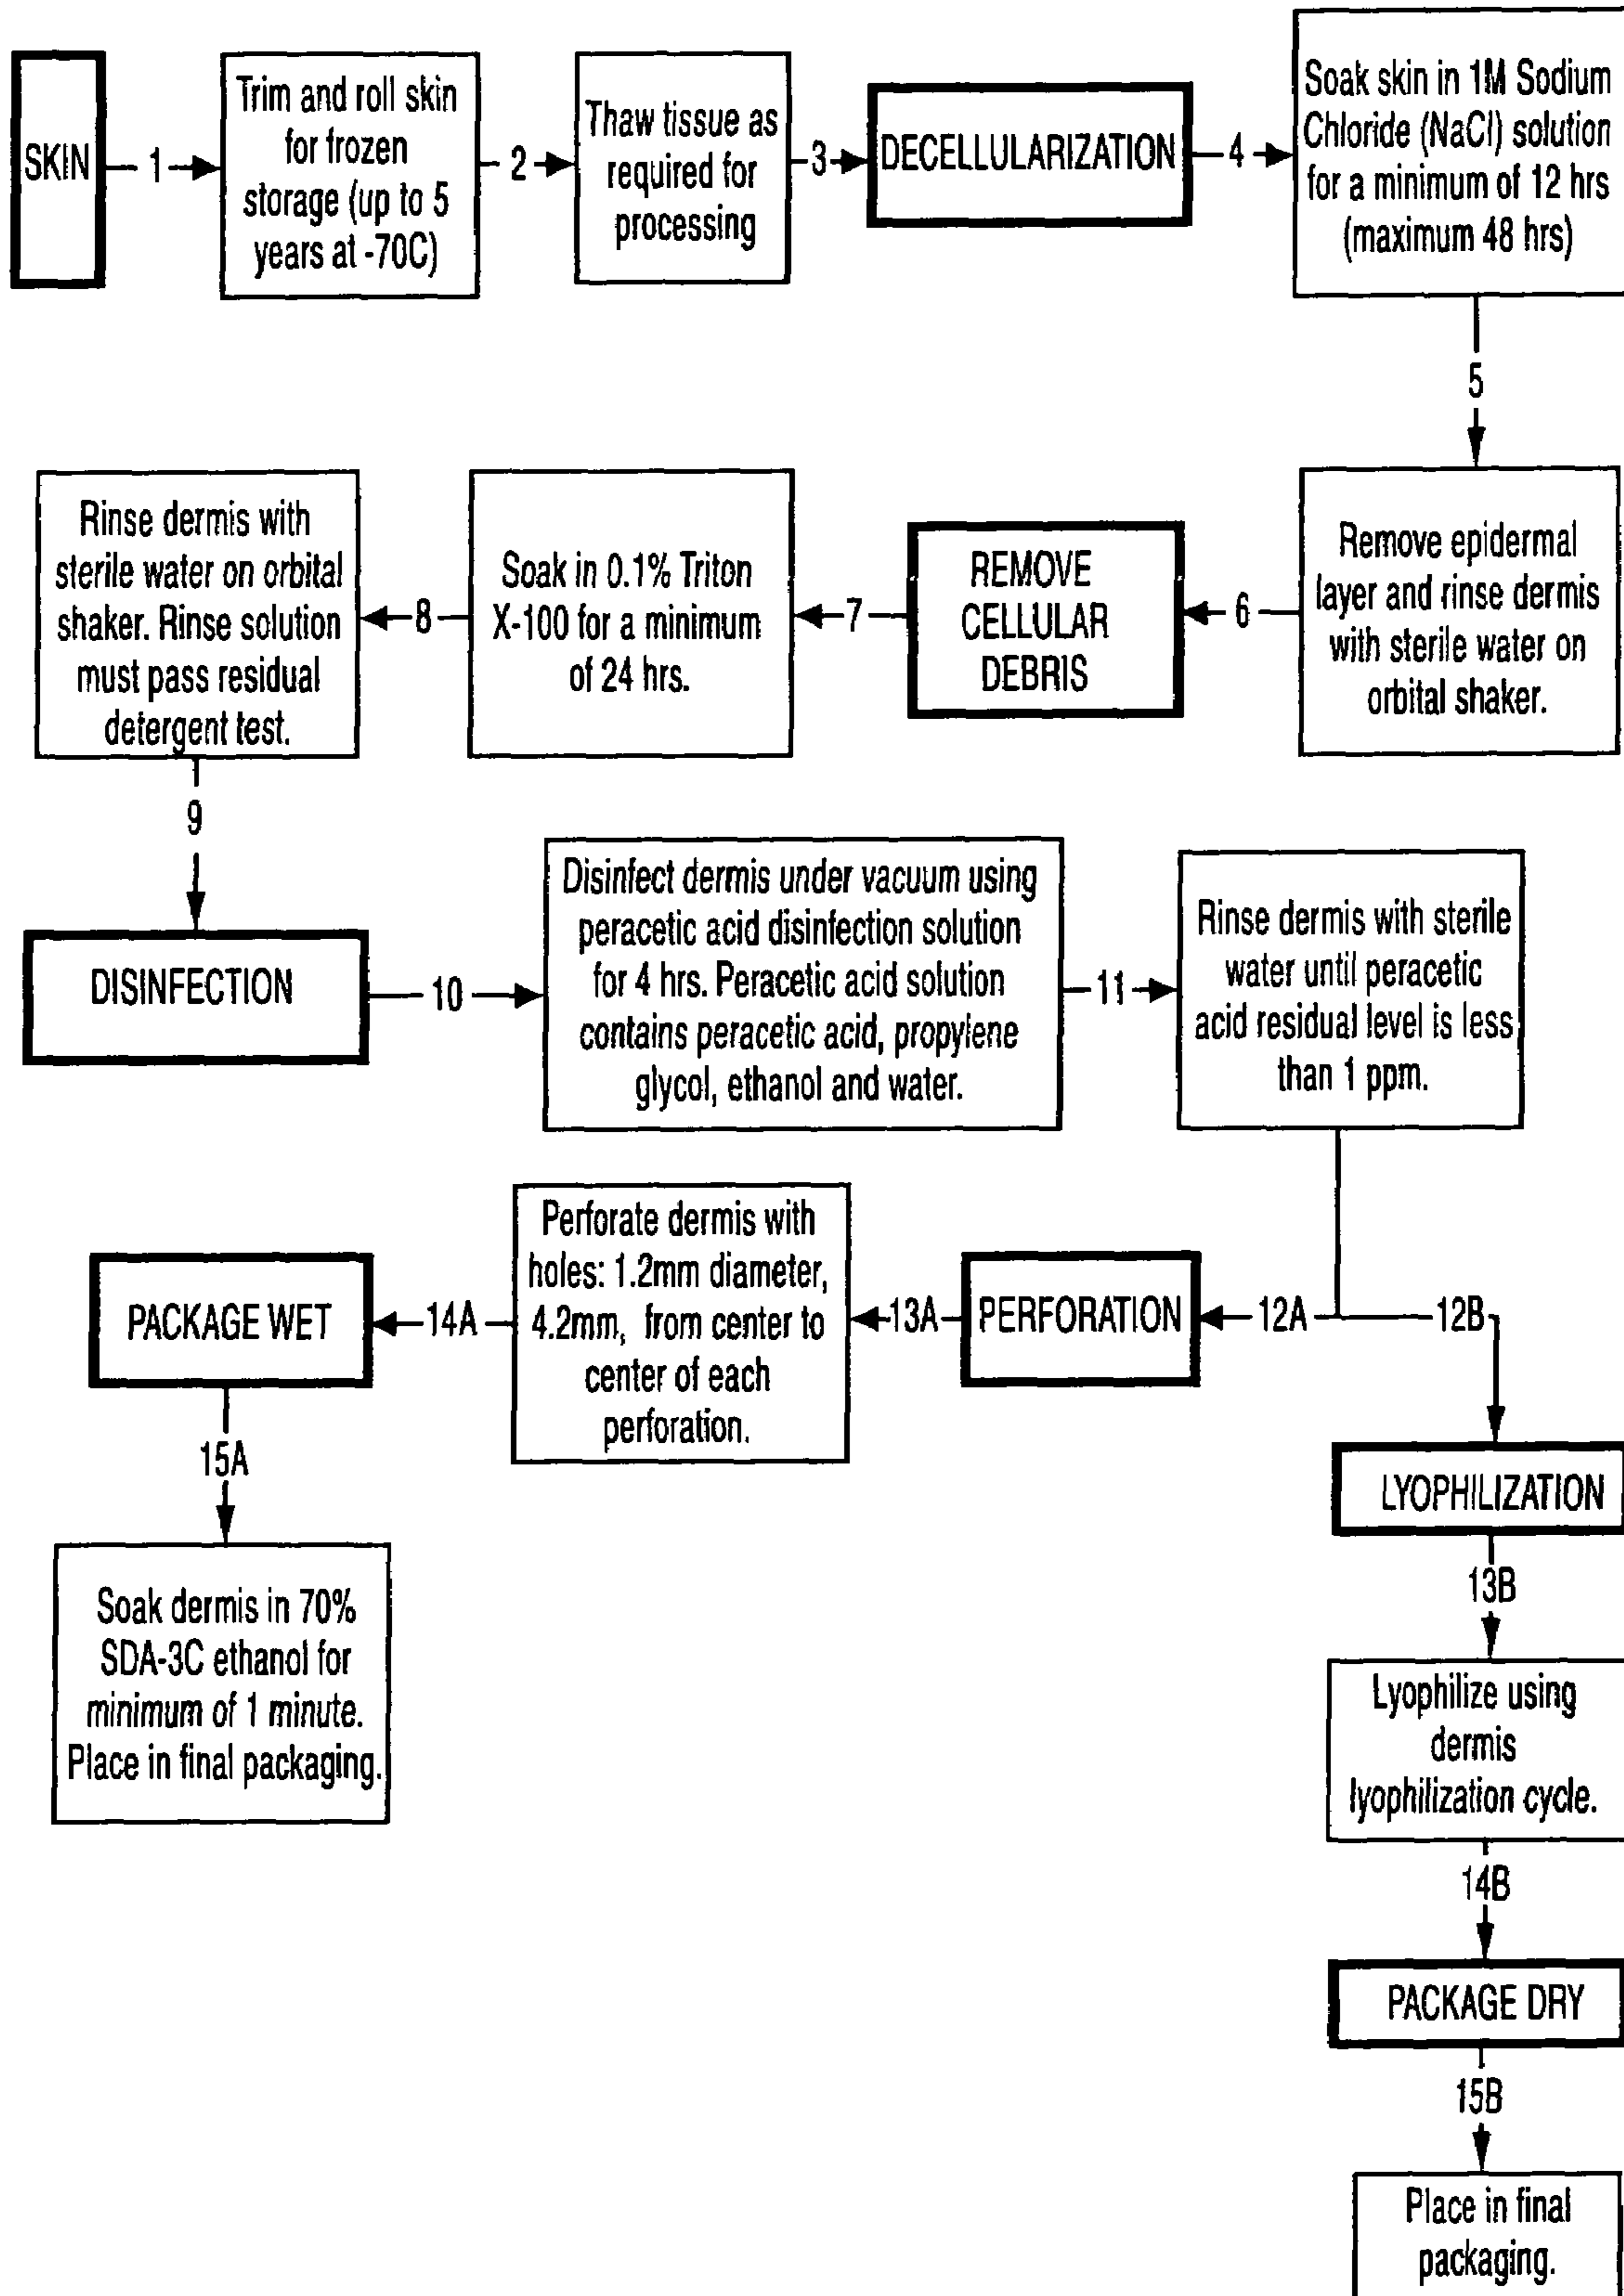 SKIN
1
Trim and roll skin
for frozen
storage (up to 5
years at -70C)
2
Thaw tissue as
required for
processing
3
DECELLULARIZATION
4
Soak skin in 1M Sodium
Chloride (NaCl) solution
for a minimum of 12 hrs
(maximum 48 hrs)
5
Remove epidermal
layer and rinse dermis
with sterile water on
orbital shaker.
6
REMOVE
CELLULAR
DEBRIS
7
Soak in 0.1% Triton
X-100 for a minimum
of 24 hrs.
8
Rinse dermis with
sterile water on orbital
shaker. Rinse solution
must pass residual
detergent test.
9
DISINFECTION
10
Disinfect dermis under vacuum using
peracetic acid disinfection solution
for 4 hrs. Peracetic acid solution
contains peracetic acid, propylene
glycol, ethanol and water.
11
Rinse dermis with sterile
water until peracetic
acid residual level is less
than 1 ppm.
12A
PERFORATION
13A
Perforate dermis with
holes: 1.2mm diameter,
4.2mm, from center to
center of each
perforation.
14A
PACKAGE WET
15A
Soak dermis in 70%
SDA-3C ethanol for
minimum of 1 minute.
Place in final packaging.
12B
LYOPHILIZATION
13B
Lyophilize using
dermis
lyophilization cycle.
14B
PACKAGE DRY
15B
Place in final
packaging.